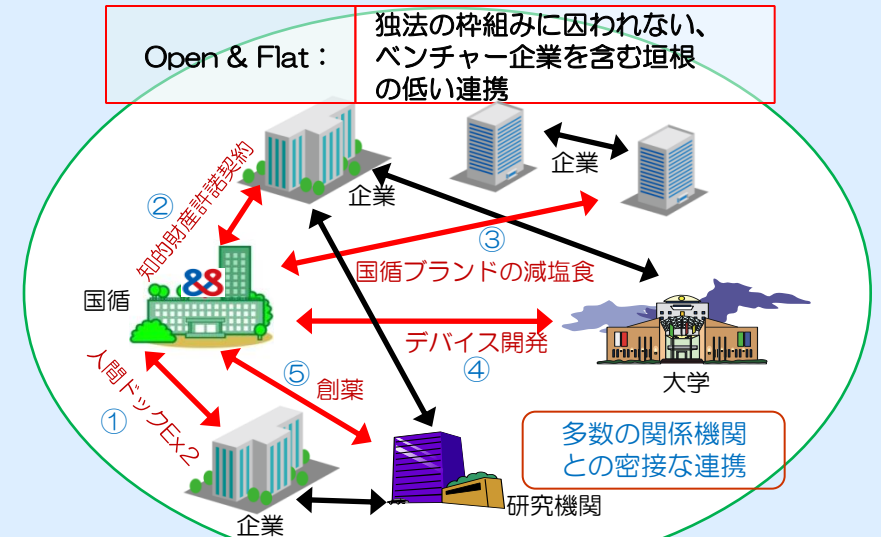 Open & Flat：
独法の枠組みに囚われない、
ベンチャー企業を含む垣根
の低い連携
企業
企業
②
知的財産許諾契約
③
国循ブランドの減塩食
国循
デバイス開発
④
大学
①
人間ドックEx2
⑤
創薬
多数の関係機関
との密接な連携
研究機関
企業